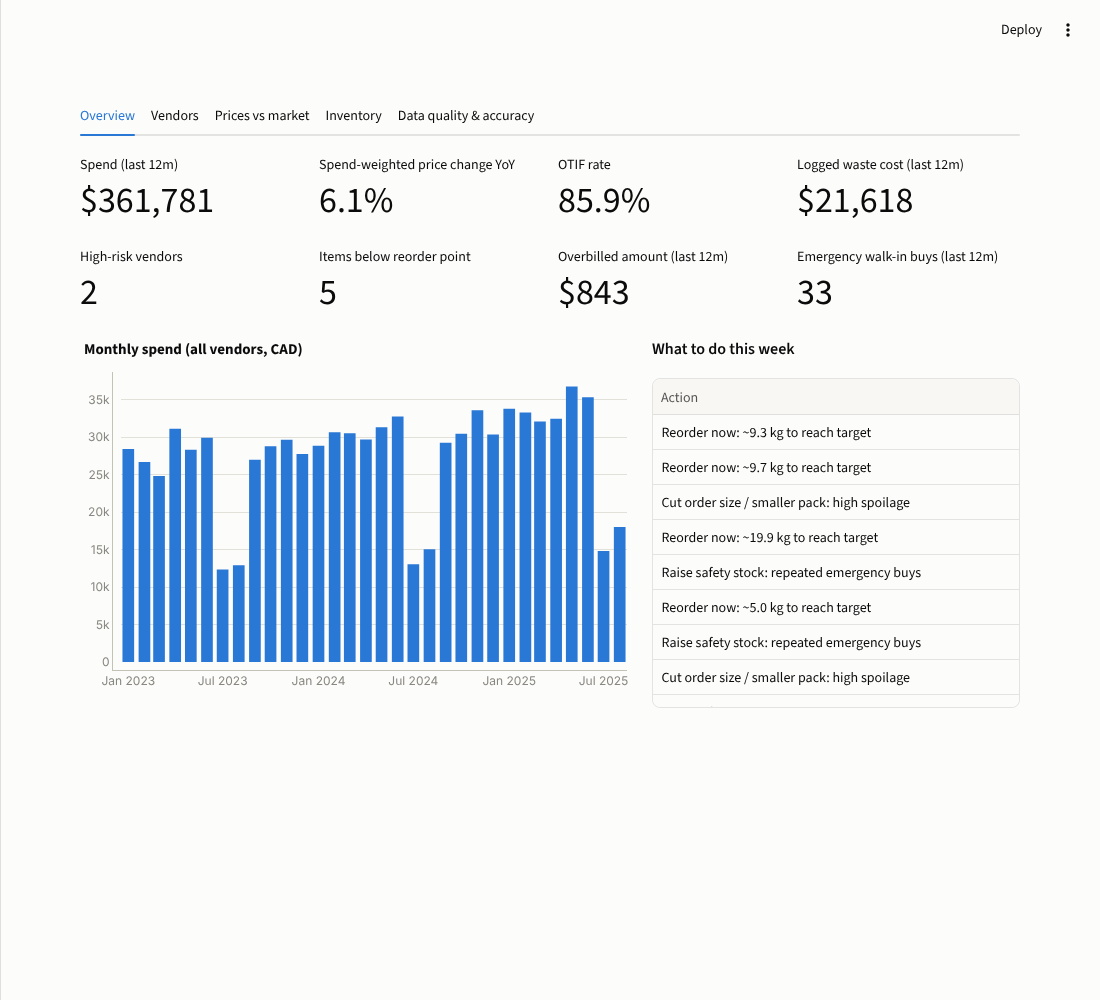 Deploy
Overview Vendors Prices vs market Inventory Data quality & accuracy
Spend (last 12m) Spend-weighted price change YoY OTIF rate Logged waste cost (last 12m)
$361,781 6.1% 85.9% $21,618
High-risk vendors Items below reorder point Overbilled amount (last 12m) Emergency walk-in buys (last 12m)
2 5 $843 33
Monthly spend (all vendors, CAD)
35k
30k
25k
20k
15k
10k
5k
0
Jan 2023 Jul 2023 Jan 2024 Jul 2024 Jan 2025 Jul 2025
What to do this week
Action
Reorder now: ~9.3 kg to reach target
Reorder now: ~9.7 kg to reach target
Cut order size / smaller pack: high spoilage
Reorder now: ~19.9 kg to reach target
Raise safety stock: repeated emergency buys
Reorder now: ~5.0 kg to reach target
Raise safety stock: repeated emergency buys
Cut order size / smaller pack: high spoilage